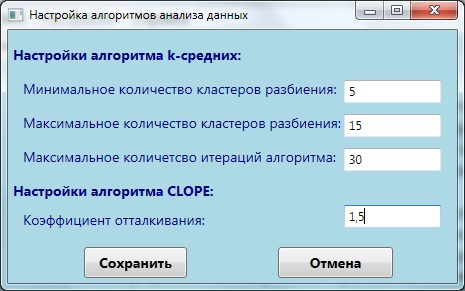 Настройка алгоритмов анализа данных
Настройки алгоритма k-средних:
Минимальное количество кластеров разбиения: 5
Максимальное количество кластеров разбиения: 15
Максимальное количетсво итераций алгоритма: 30
Настройки алгоритма CLOPE:
Коэффициент отталкивания: 1,5
Сохранить Отмена